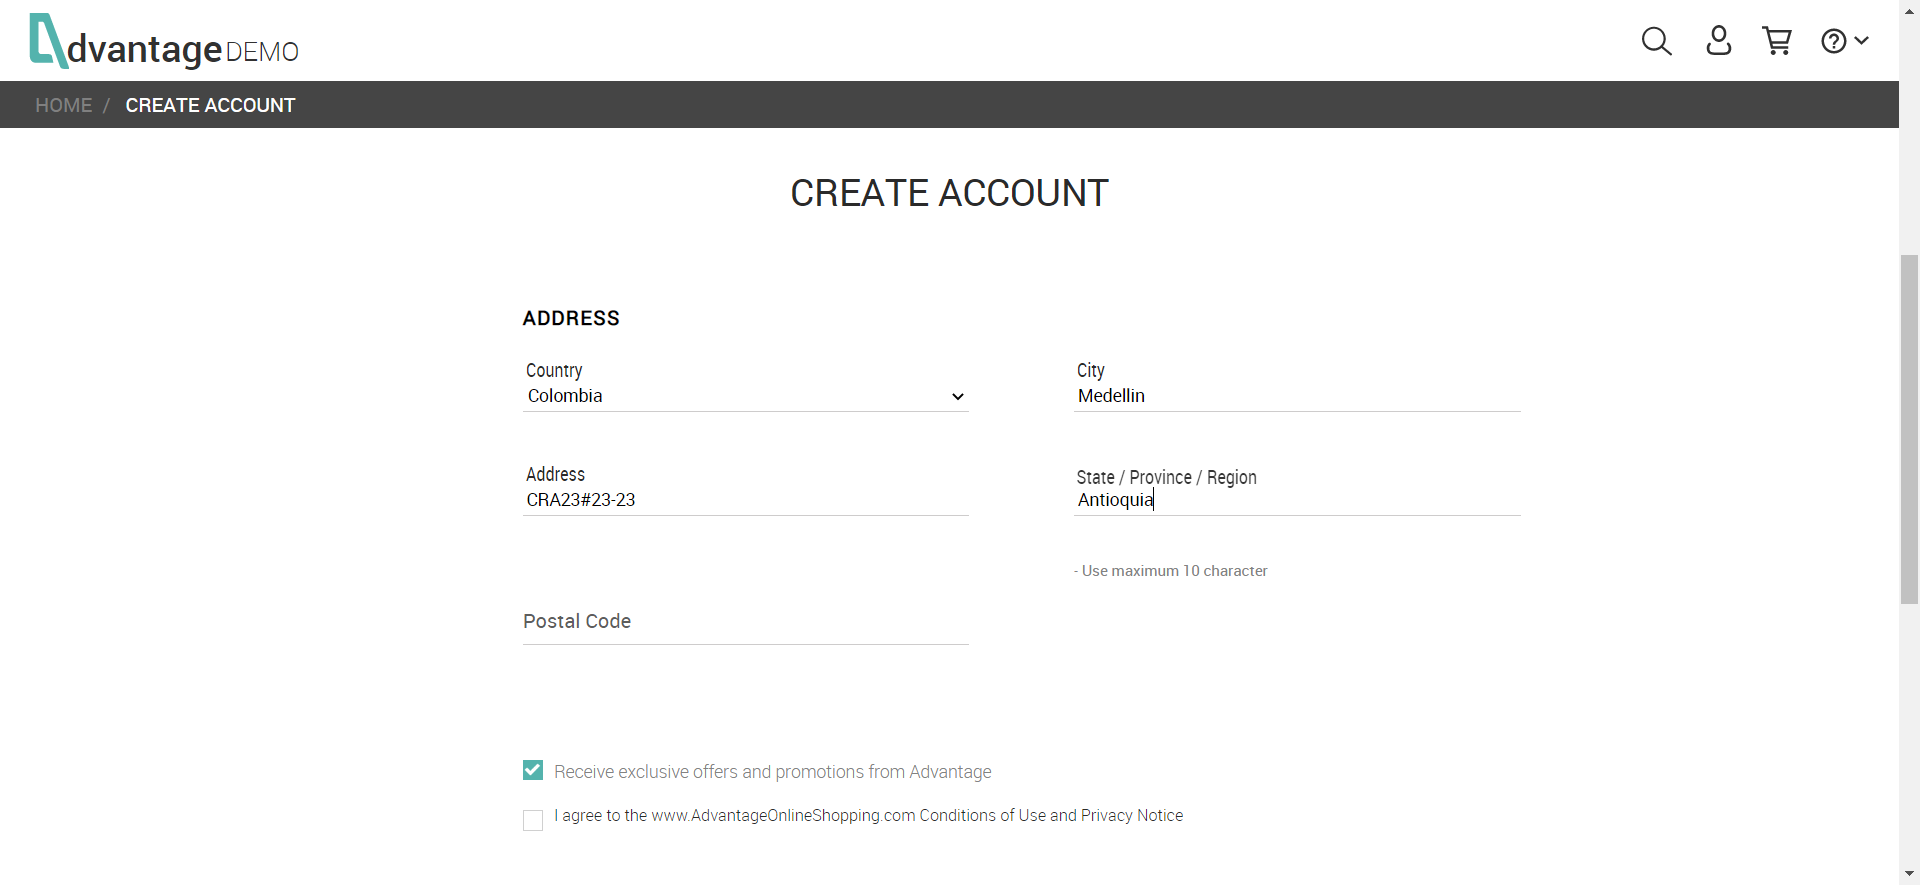 dvantage DEMO
HOME / CREATE ACCOUNT
CREATE ACCOUNT
ADDRESS
Country
Colombia
City
Medellin
Address
CRA23#23-23
State / Province / Region
Antioquia
- Use maximum 10 character
Postal Code
Receive exclusive offers and promotions from Advantage
I agree to the www.AdvantageOnlineShopping.com Conditions of Use and Privacy Notice